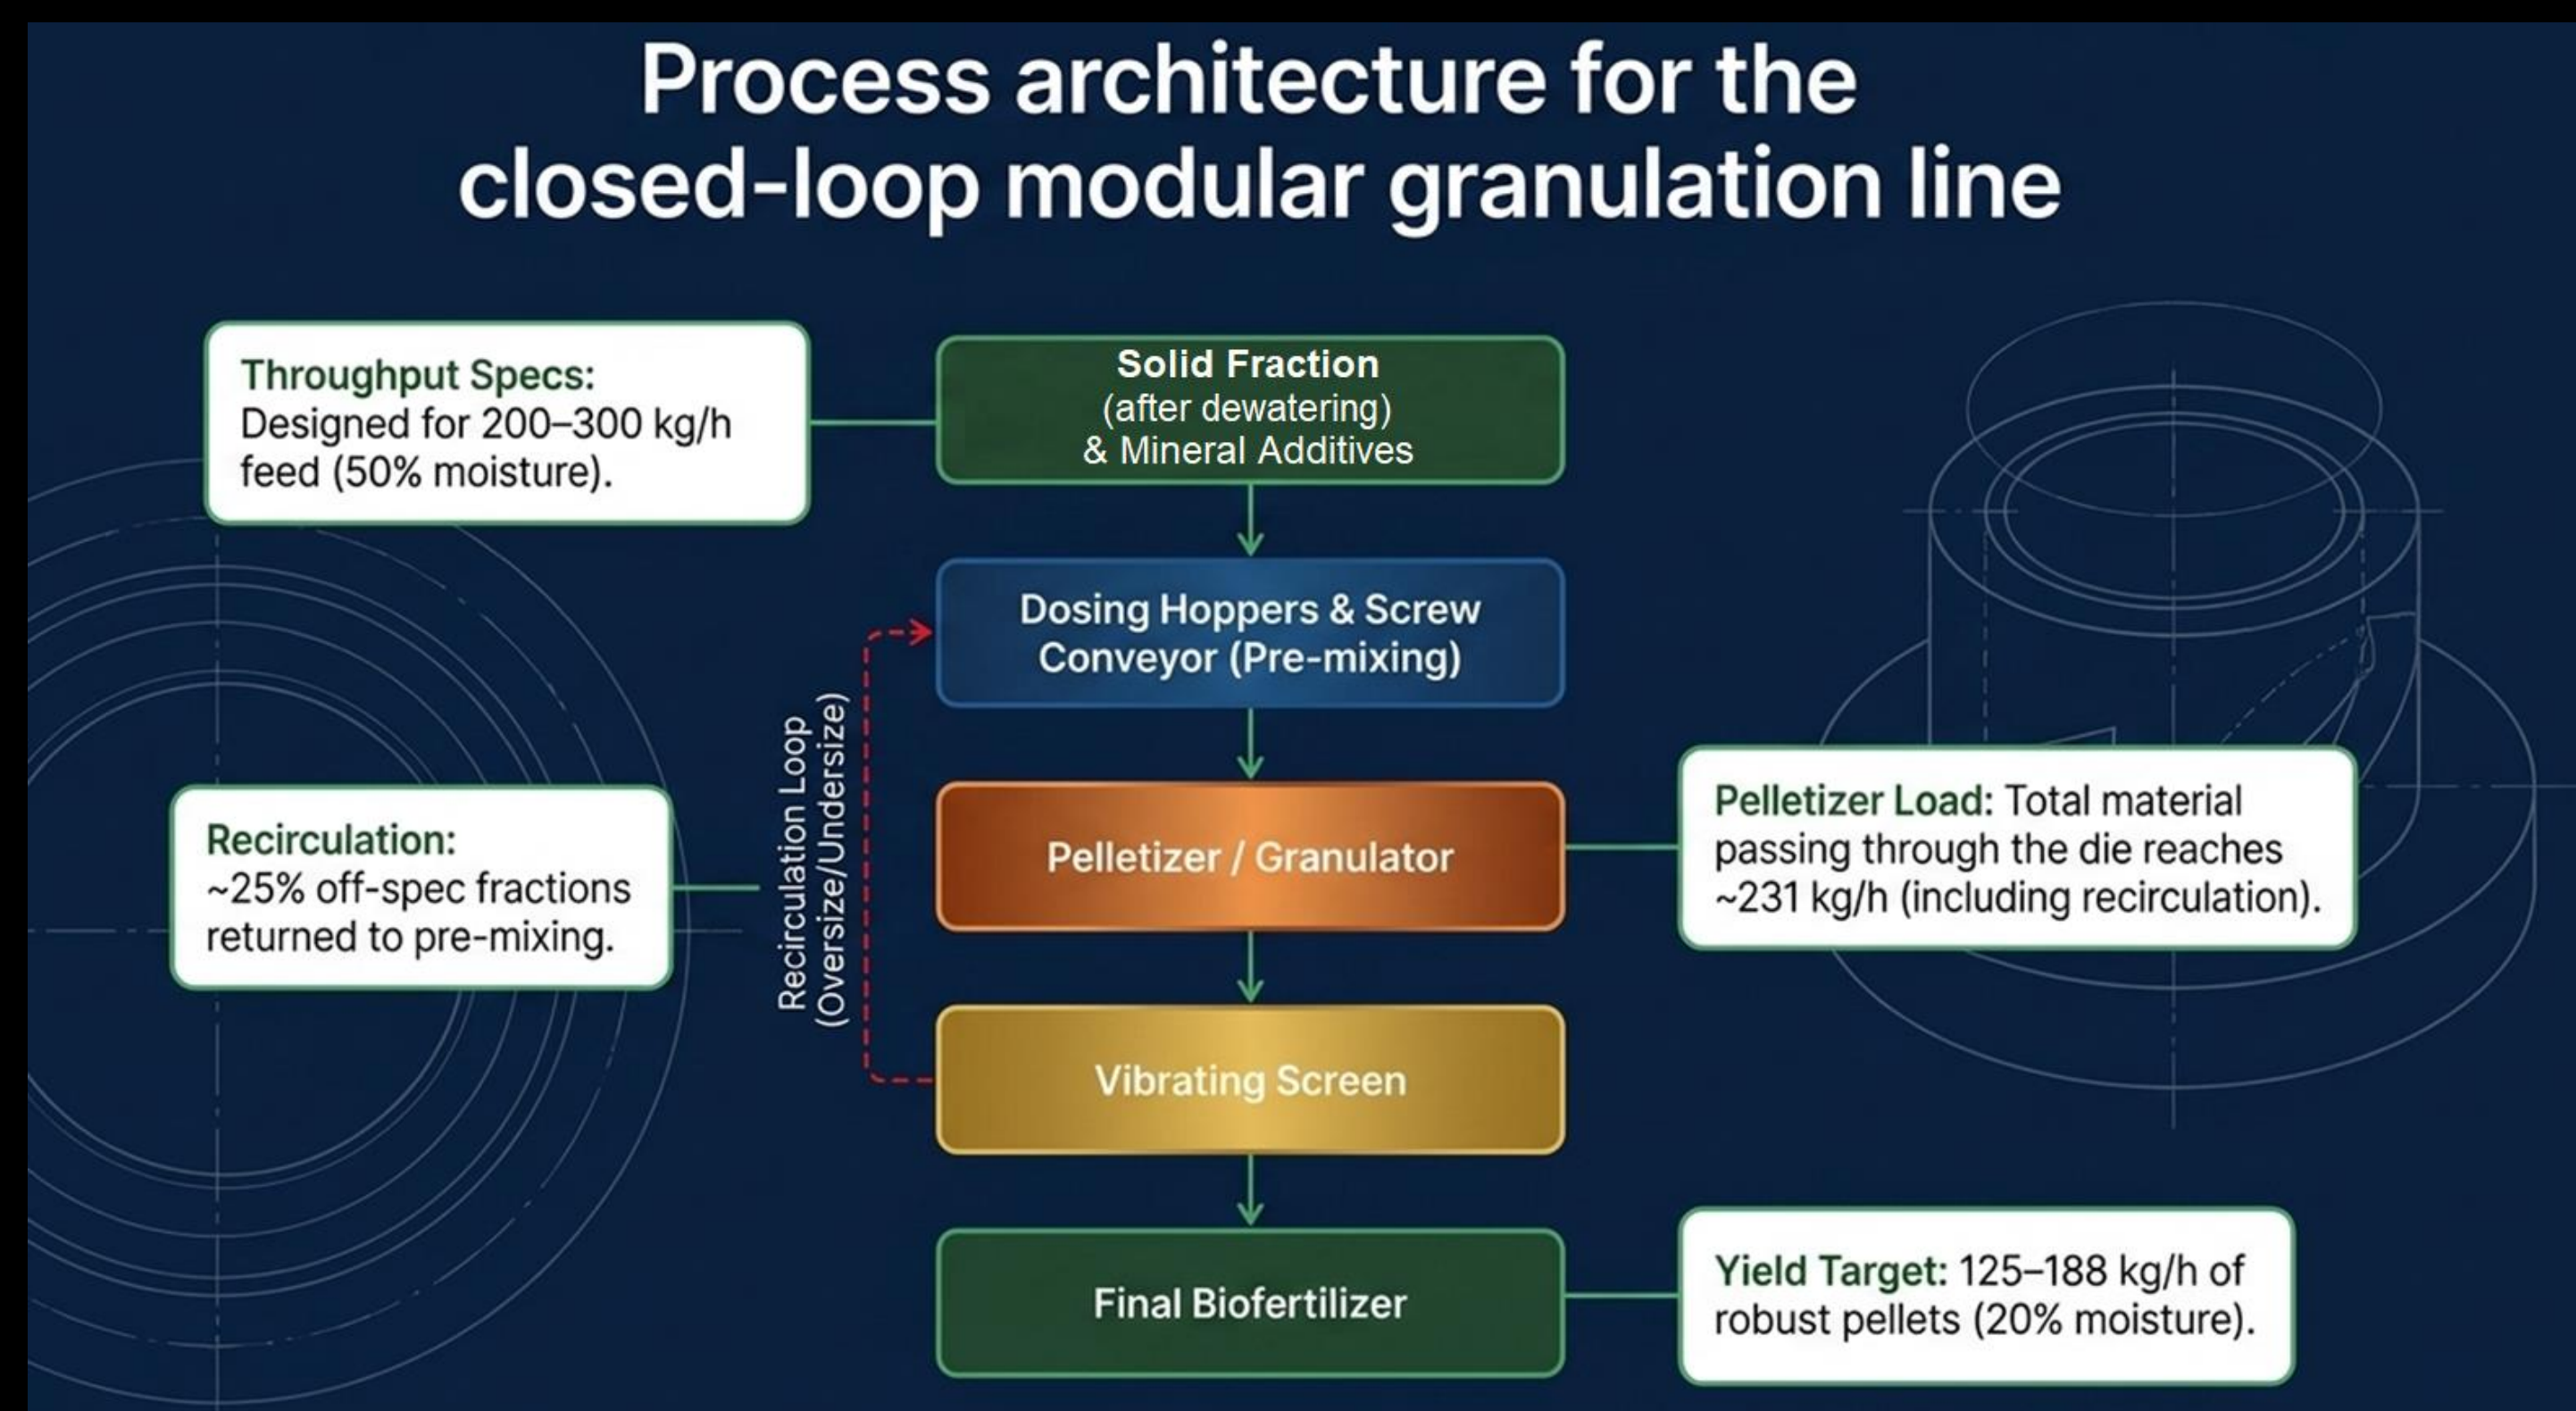 Process architecture for the
closed-loop modular granulation line
Throughput Specs:
Designed for 200–300 kg/h
feed (50% moisture).
Solid Fraction
(after dewatering)
& Mineral Additives
Dosing Hoppers & Screw
Conveyor (Pre-mixing)
Recirculation Loop
(Oversize/Undersize)
Recirculation:
~25% off-spec fractions
returned to pre-mixing.
Pelletizer / Granulator
Pelletizer Load: Total material
passing through the die reaches
~231 kg/h (including recirculation).
Vibrating Screen
Final Biofertilizer
Yield Target: 125–188 kg/h of
robust pellets (20% moisture).